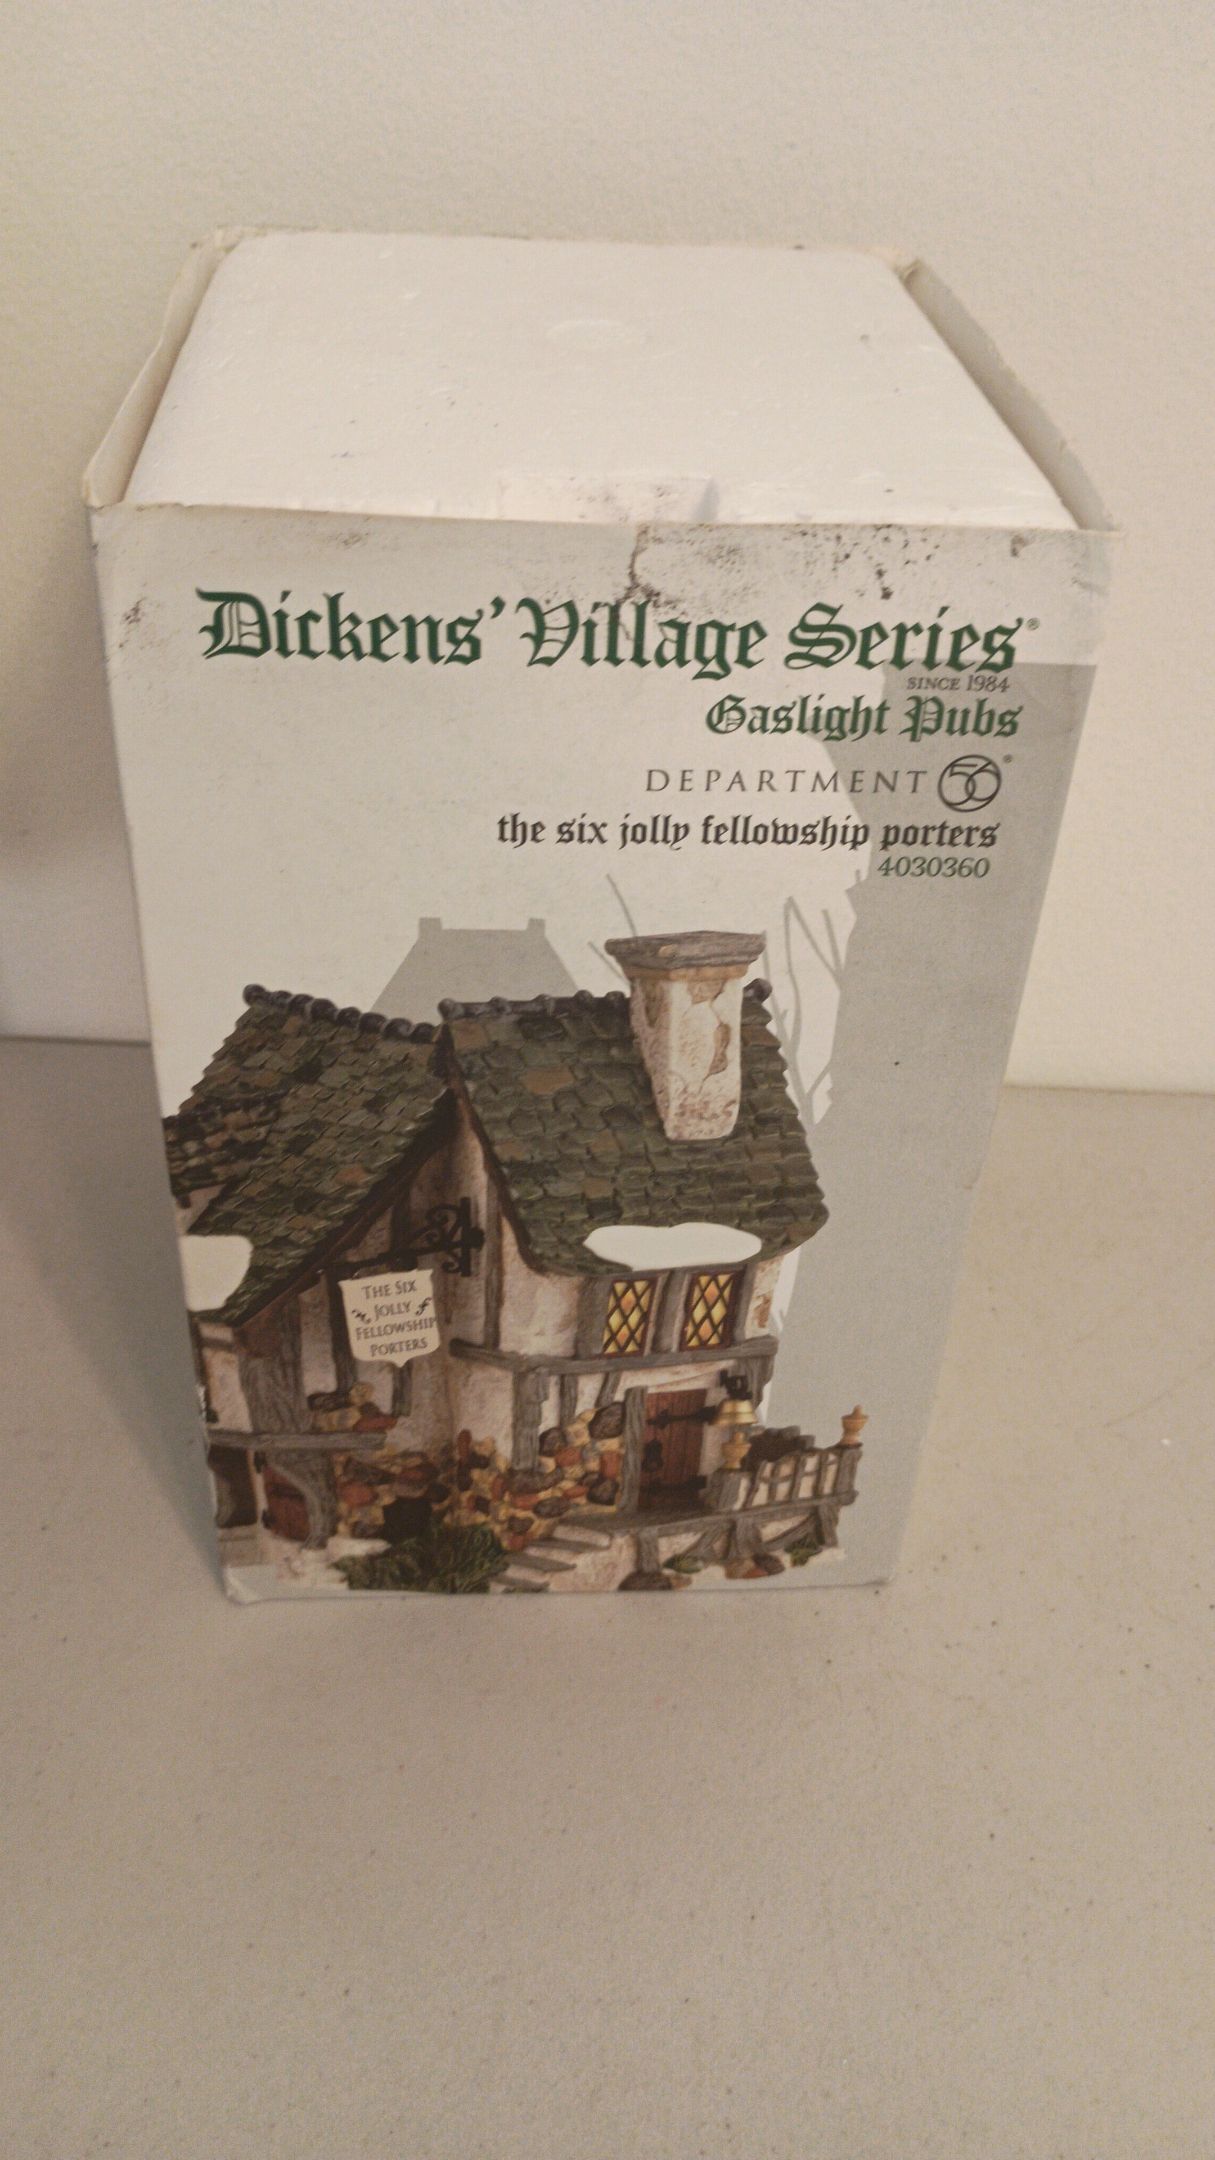 Dickens' Village Series®
SINCE 1984
Gaslight Pubs
DEPARTMENT 56®
the six jolly fellowship porters
4030360
THE SIX
JOLLY
FELLOWSHIP
PORTERS